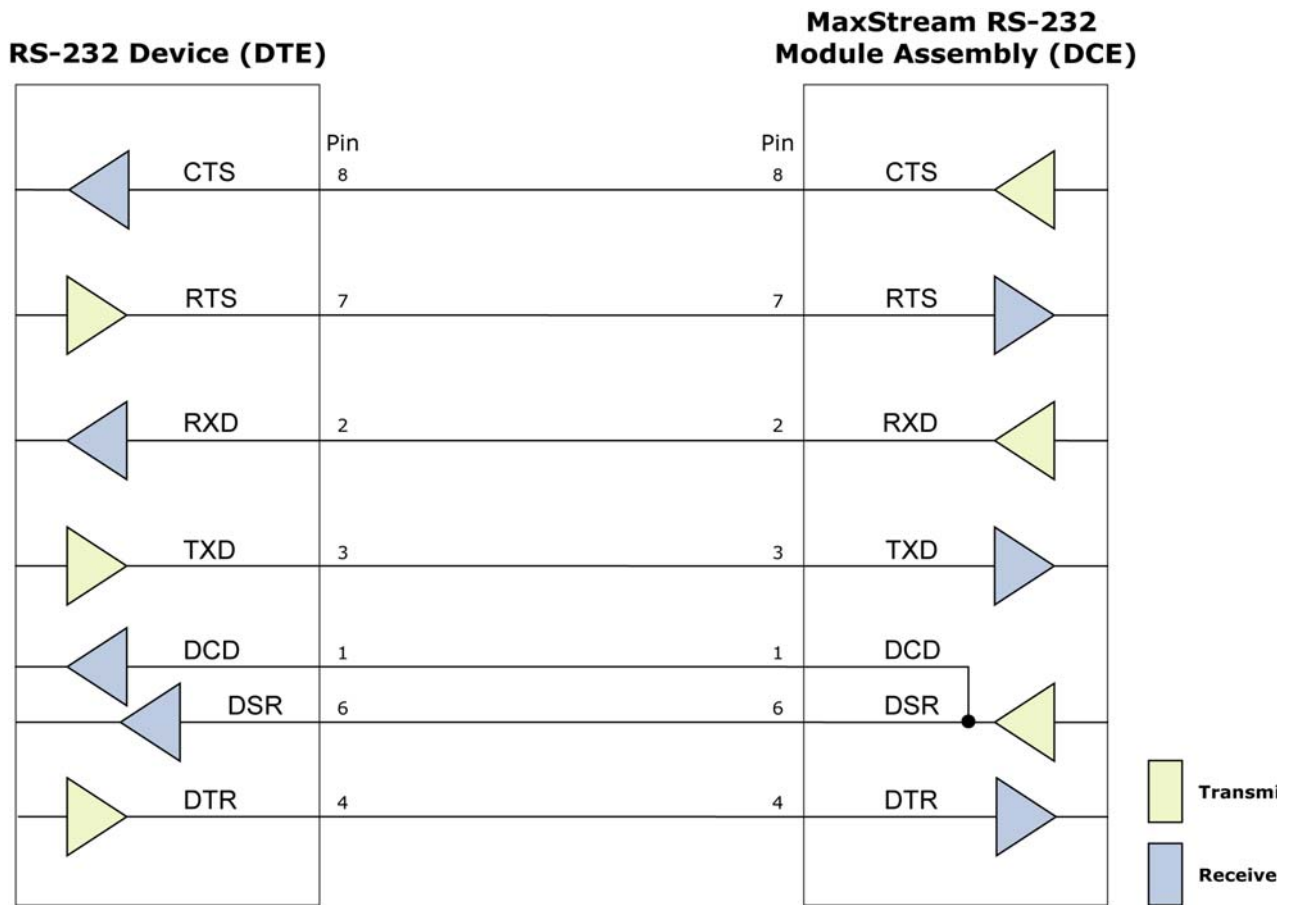 MaxStream RS-232
RS-232 Device (DTE) Module Assembly (DCE)
Pin Pin
CTS 8 8 CTS
RTS 7 7 RTS
RXD 2 2 RXD
TXD 3 3 TXD
DCD 1 1 DCD
DSR 6 6 DSR
DTR 4 4 DTR
Transmi
Receive